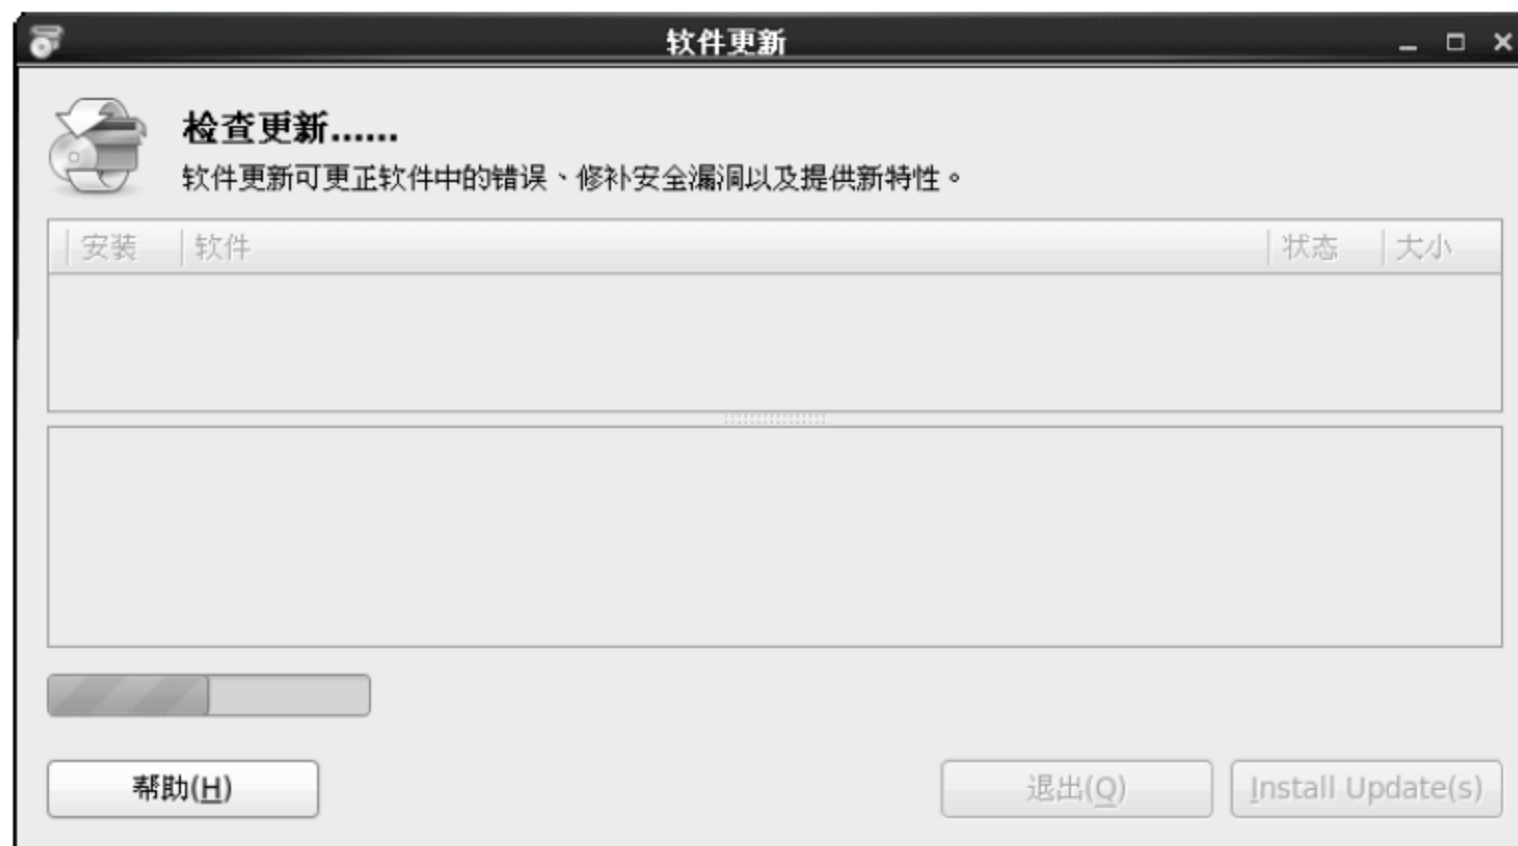 软件更新
检查更新......
软件更新可更正软件中的错误、修补安全漏洞以及提供新特性。
安装 软件 状态 大小
帮助(H) 退出(Q) Install Update(s)